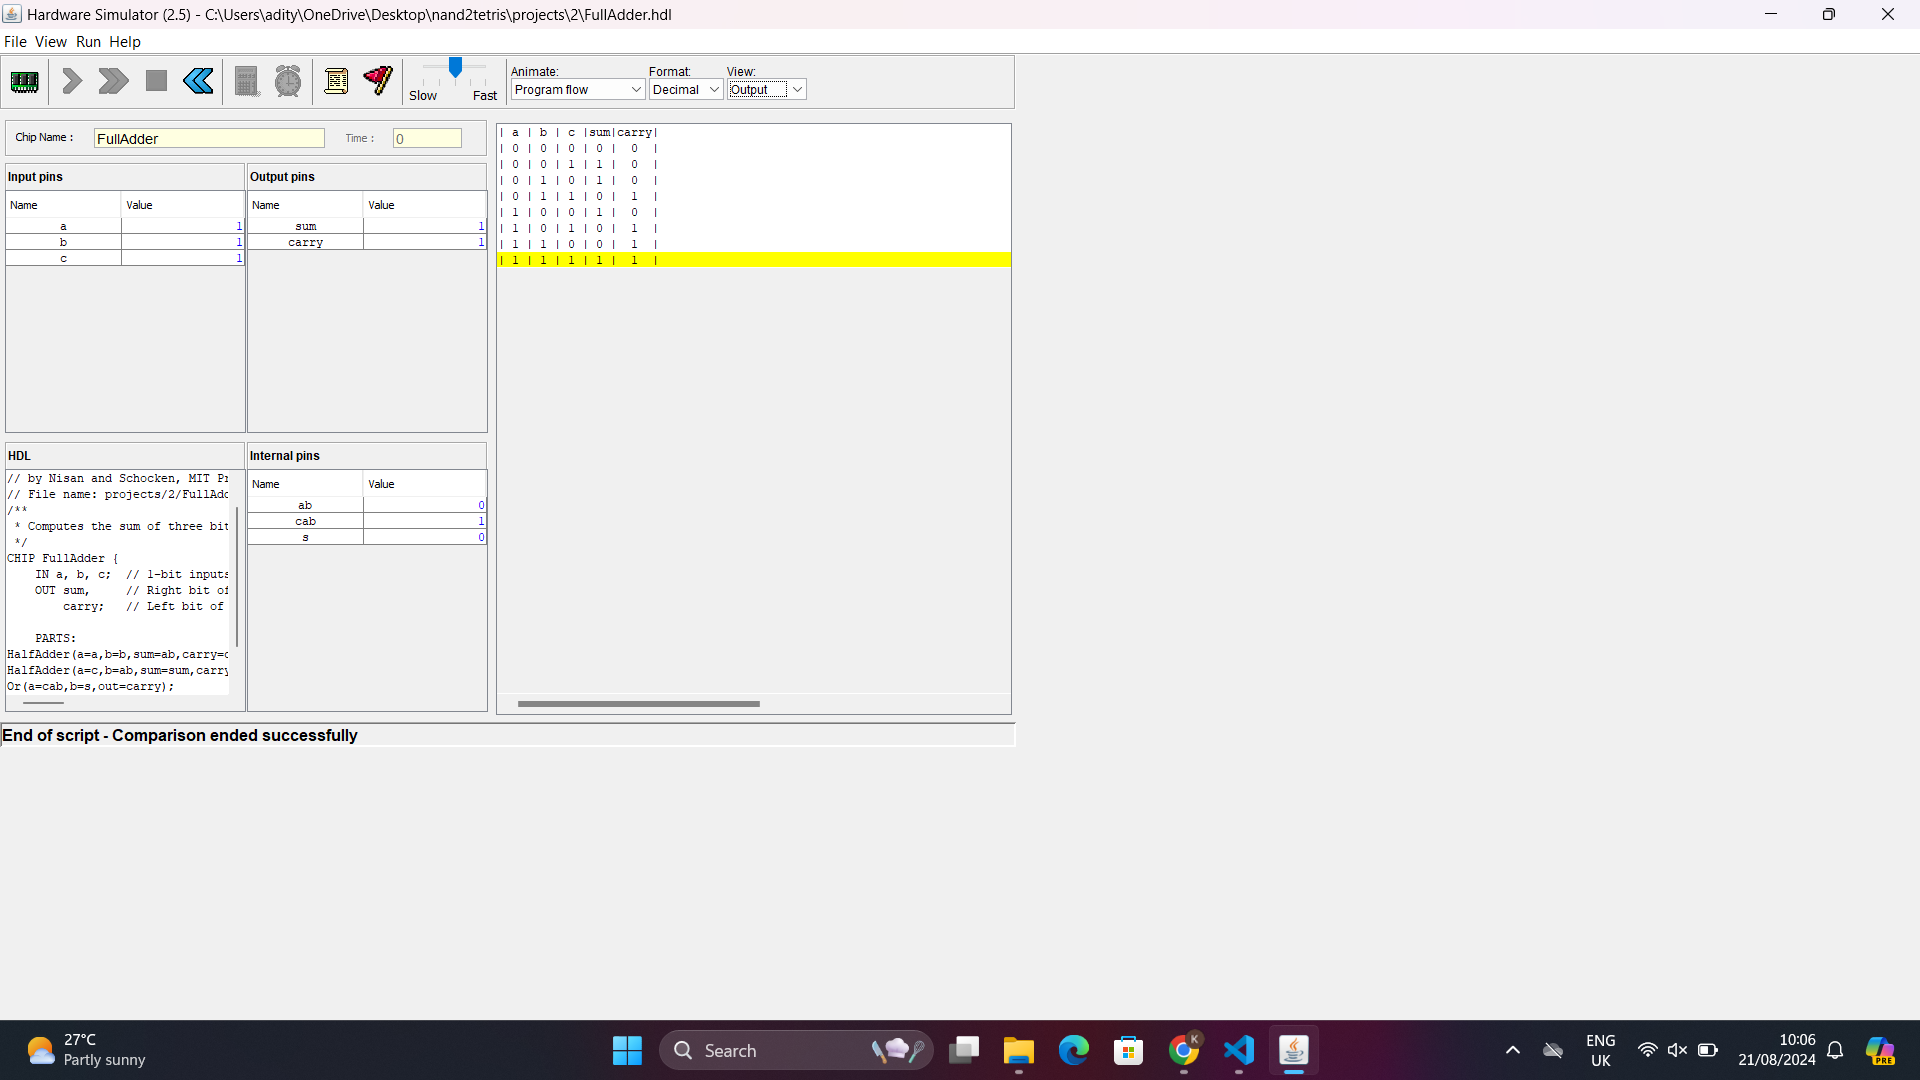 Hardware Simulator (2.5) - C:\Users\adity\OneDrive\Desktop\nand2tetris\projects\2\FullAdder.hdl
File View Run Help
Slow Fast
Animate: Format: View:
Program flow Decimal Output
Chip Name : FullAdder Time : 0
Input pins
Name Value
a 1
b 1
c 1
Output pins
Name Value
sum 1
carry 1
| a | b | c |sum|carry|
| 0 | 0 | 0 | 0 | 0 |
| 0 | 0 | 1 | 1 | 0 |
| 0 | 1 | 0 | 1 | 0 |
| 0 | 1 | 1 | 0 | 1 |
| 1 | 0 | 0 | 1 | 0 |
| 1 | 0 | 1 | 0 | 1 |
| 1 | 1 | 0 | 0 | 1 |
| 1 | 1 | 1 | 1 | 1 |
HDL
// by Nisan and Schocken, MIT Pr
// File name: projects/2/FullAdd
/**
* Computes the sum of three bit
*/
CHIP FullAdder {
IN a, b, c; // 1-bit inputs
OUT sum, // Right bit of
carry; // Left bit of
PARTS:
HalfAdder(a=a,b=b,sum=ab,carry=c
HalfAdder(a=c,b=ab,sum=sum,carry
Or(a=cab,b=s,out=carry);
Internal pins
Name Value
ab 0
cab 1
s 0
End of script - Comparison ended successfully
27°C
Partly sunny
Search
K
ENG
UK
10:06
21/08/2024
PRE